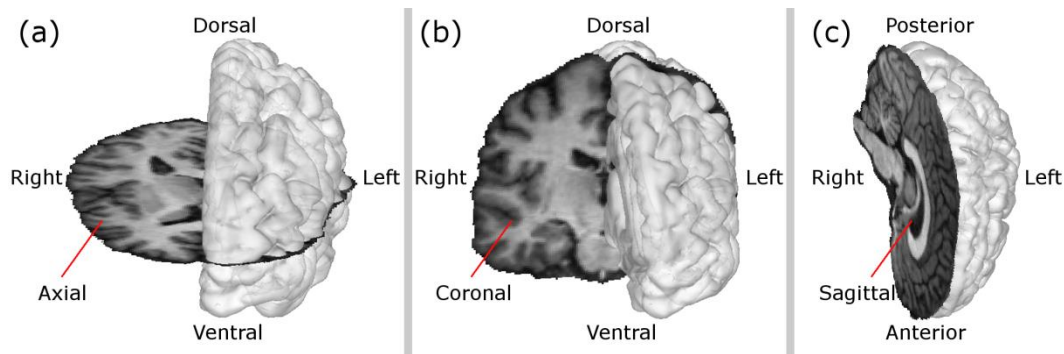 (a)
Dorsal
Right
Left
Axial
Ventral
(b)
Dorsal
Right
Left
Coronal
Ventral
(c)
Posterior
Right
Left
Sagittal
Anterior